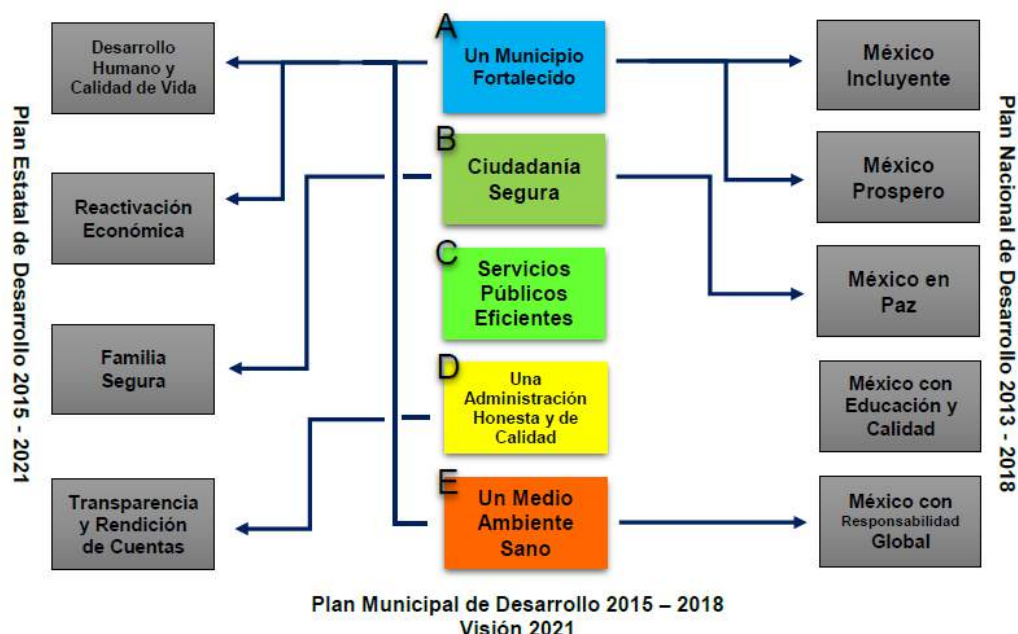 Plan Estatal de Desarrollo 2015 - 2021
Desarrollo
Humano y
Calidad de Vida
Reactivación
Económica
Familia
Segura
Transparencia
y Rendición
de Cuentas
A
Un Municipio
Fortalecido
B
Ciudadanía
Segura
C
Servicios
Públicos
Eficientes
D
Una
Administración
Honesta y de
Calidad
E
Un Medio
Ambiente
Sano
México
Incluyente
México
Prospero
México en
Paz
México con
Educación y
Calidad
México con
Responsabilidad
Global
Plan Nacional de Desarrollo 2013 - 2018
Plan Municipal de Desarrollo 2015 – 2018
Visión 2021